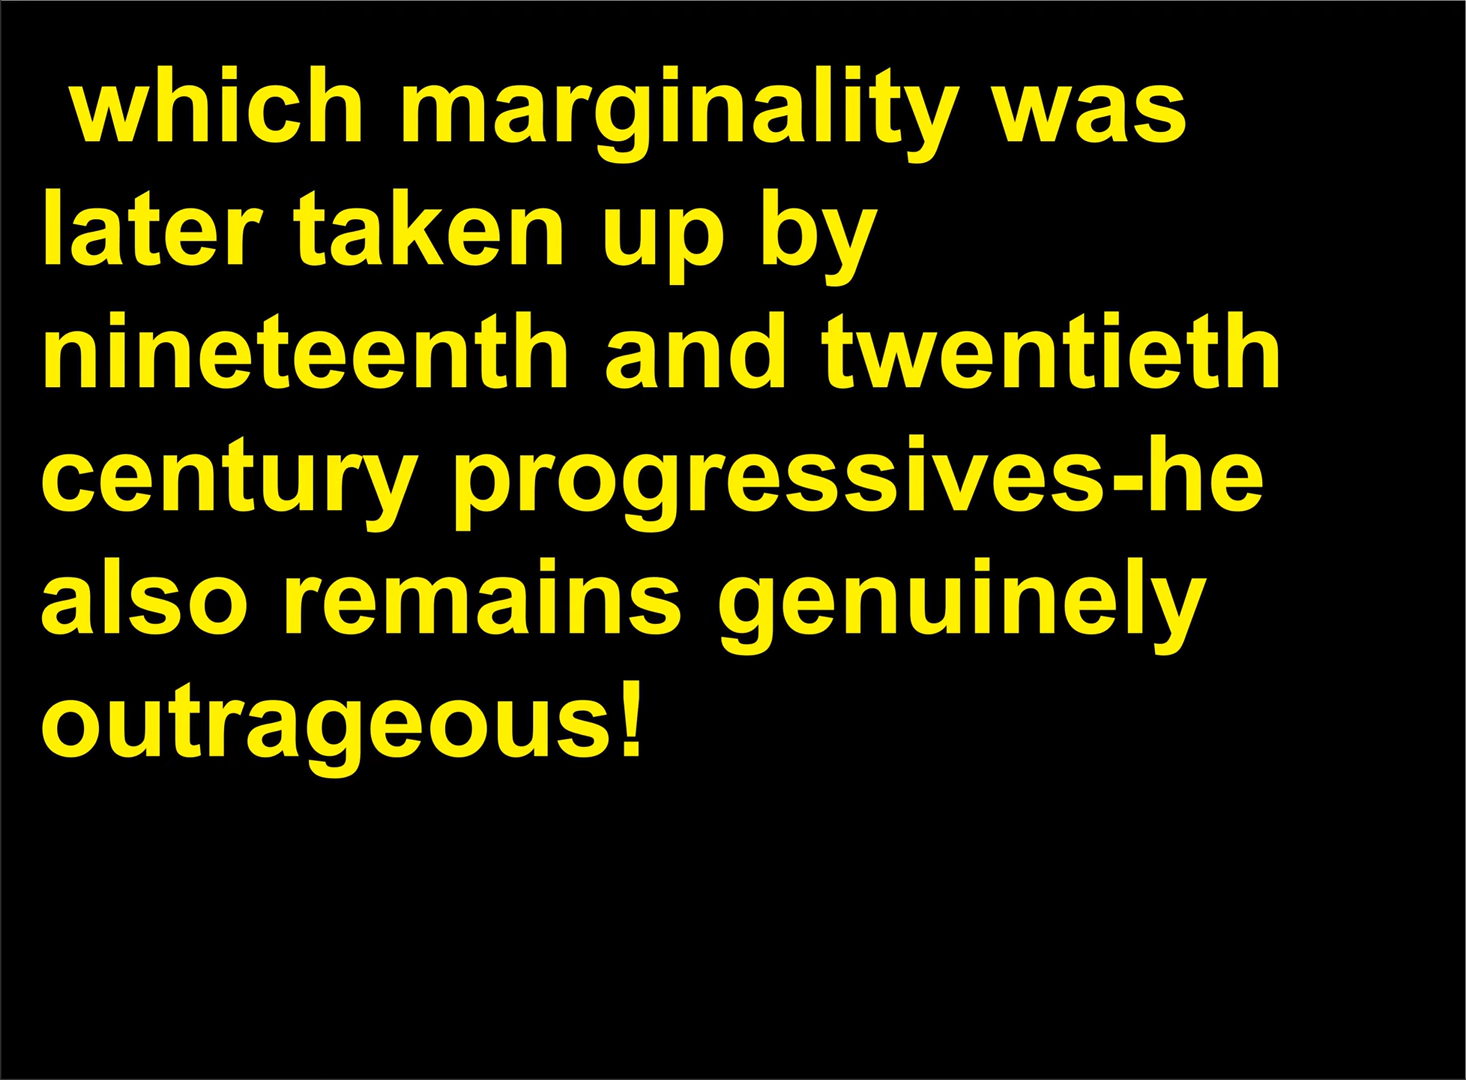 which marginality was
later taken up by
nineteenth and twentieth
century progressives-he
also remains genuinely
outrageous!